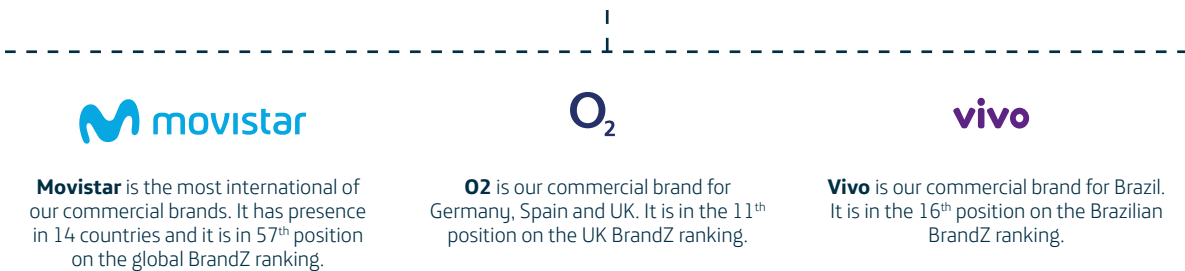 movistar
O2
vivo
Movistar is the most international of
our commercial brands. It has presence
in 14 countries and it is in 57th position
on the global BrandZ ranking.
O2 is our commercial brand for
Germany, Spain and UK. It is in the 11th
position on the UK BrandZ ranking.
Vivo is our commercial brand for Brazil.
It is in the 16th position on the Brazilian
BrandZ ranking.